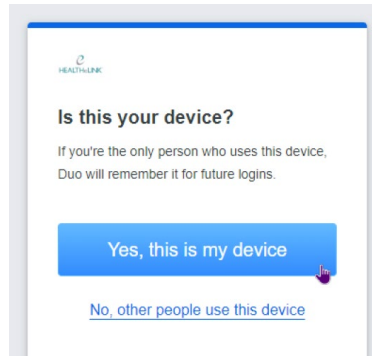 HEALTHeLINK
Is this your device?
If you're the only person who uses this device,
Duo will remember it for future logins.
Yes, this is my device
No, other people use this device